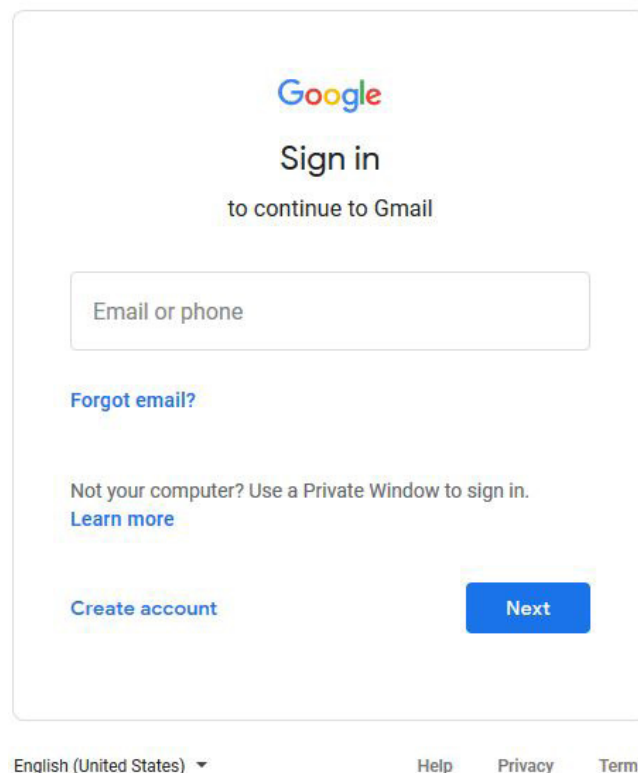 Google
Sign in
to continue to Gmail
Email or phone
Forgot email?
Not your computer? Use a Private Window to sign in.
Learn more
Create account
Next
English (United States)
Help
Privacy
Term